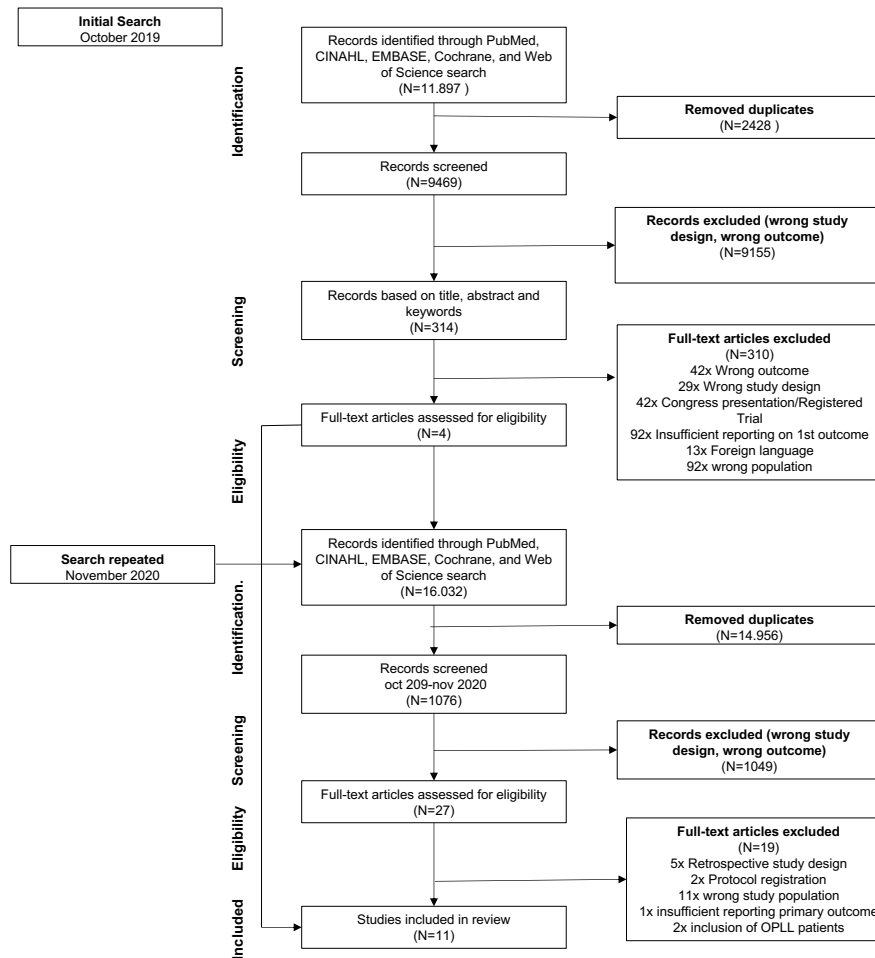 Initial Search
October 2019
Records identified through PubMed,
CINAHL, EMBASE, Cochrane, and Web
of Science search
(N=11.897 )
Identification
Removed duplicates
(N=2428 )
Records screened
(N=9469)
Records excluded (wrong study
design, wrong outcome)
(N=9155)
Screening
Records based on title, abstract and
keywords
(N=314)
Full-text articles excluded
(N=310)
42x Wrong outcome
29x Wrong study design
42x Congress presentation/Registered
Trial
92x Insufficient reporting on 1st outcome
13x Foreign language
92x wrong population
Eligibility
Full-text articles assessed for eligibility
(N=4)
Search repeated
November 2020
Records identified through PubMed,
CINAHL, EMBASE, Cochrane, and Web
of Science search
(N=16.032)
Identification.
Removed duplicates
(N=14.956)
Records screened
oct 209-nov 2020
(N=1076)
Screening
Records excluded (wrong study
design, wrong outcome)
(N=1049)
Eligibility
Full-text articles assessed for eligibility
(N=27)
Full-text articles excluded
(N=19)
5x Retrospective study design
2x Protocol registration
11x wrong study population
1x insufficient reporting primary outcome
2x inclusion of OPLL patients
Included
Studies included in review
(N=11)